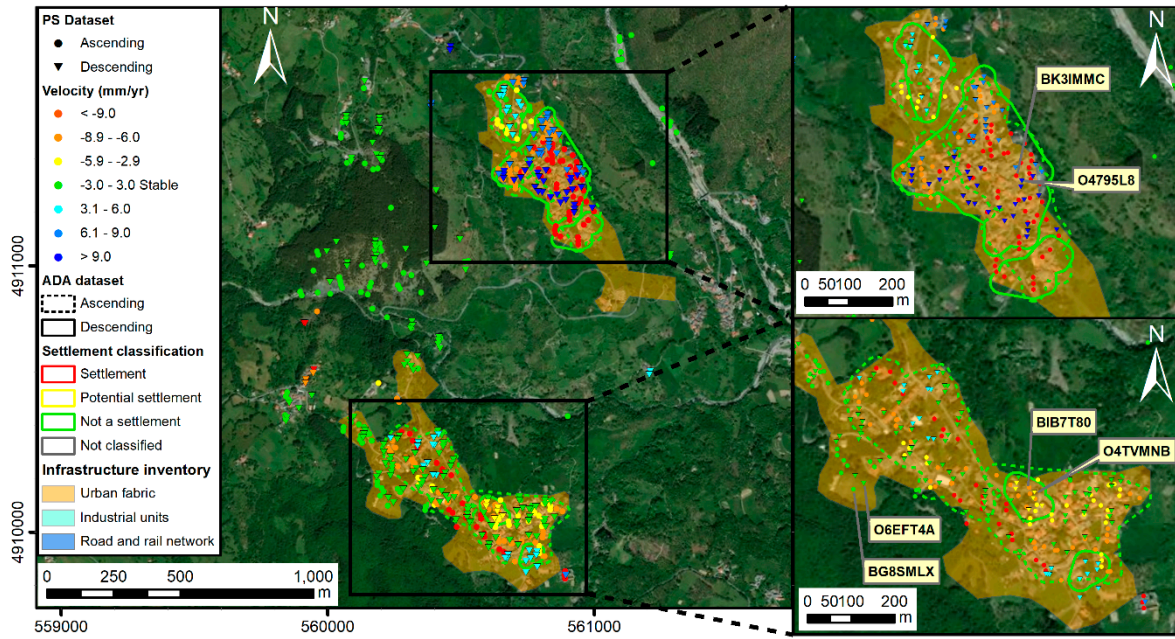 PS Dataset
Ascending
Descending
Velocity (mm/yr)
< -9.0
-8.9 - -6.0
-5.9 - -2.9
-3.0 - 3.0 Stable
3.1 - 6.0
6.1 - 9.0
> 9.0
ADA dataset
Ascending
Descending
Settlement classification
Settlement
Potential settlement
Not a settlement
Not classified
Infrastructure inventory
Urban fabric
Industrial units
Road and rail network
0 250 500 1,000
m
N
4911000
4910000
559000 560000 561000
N
BK3IMMC
O4795L8
0 50100 200
m
N
BIB7T80
O4TVMNB
O6EFT4A
BG8SMLX
0 50100 200
m